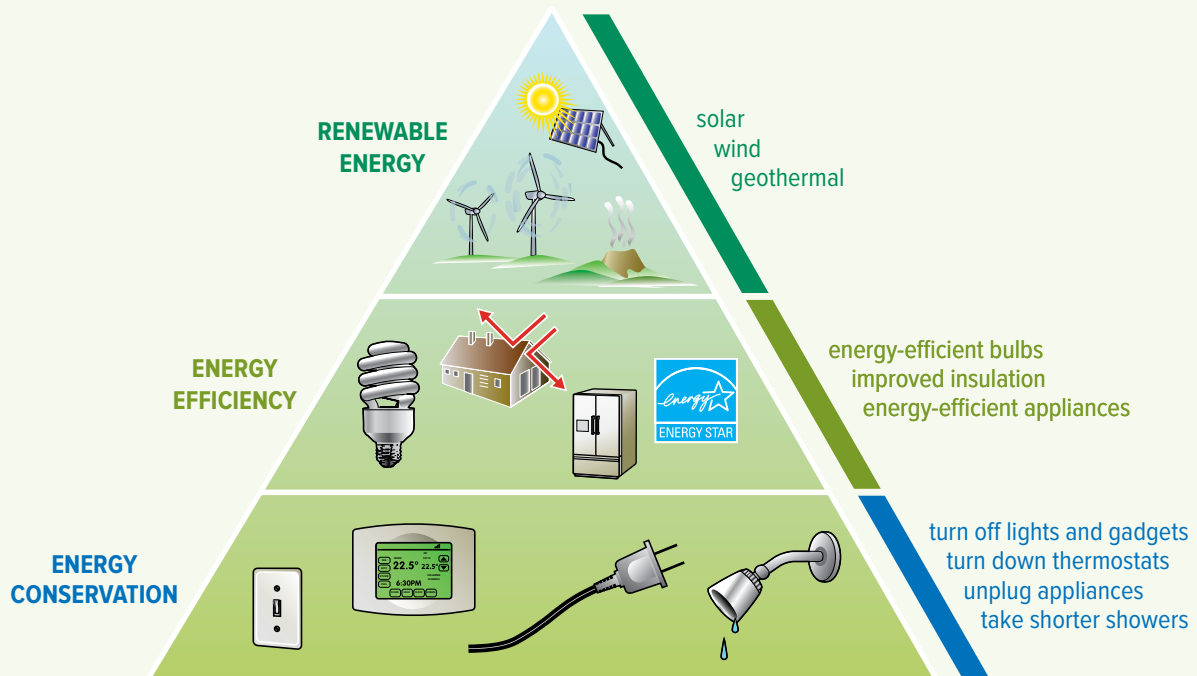 RENEWABLE
ENERGY
solar
wind
geothermal
ENERGY
EFFICIENCY
energy
ENERGY STAR
energy-efficient bulbs
improved insulation
energy-efficient appliances
ENERGY
CONSERVATION
22.5° 22.5°
6:30PM
turn off lights and gadgets
turn down thermostats
unplug appliances
take shorter showers